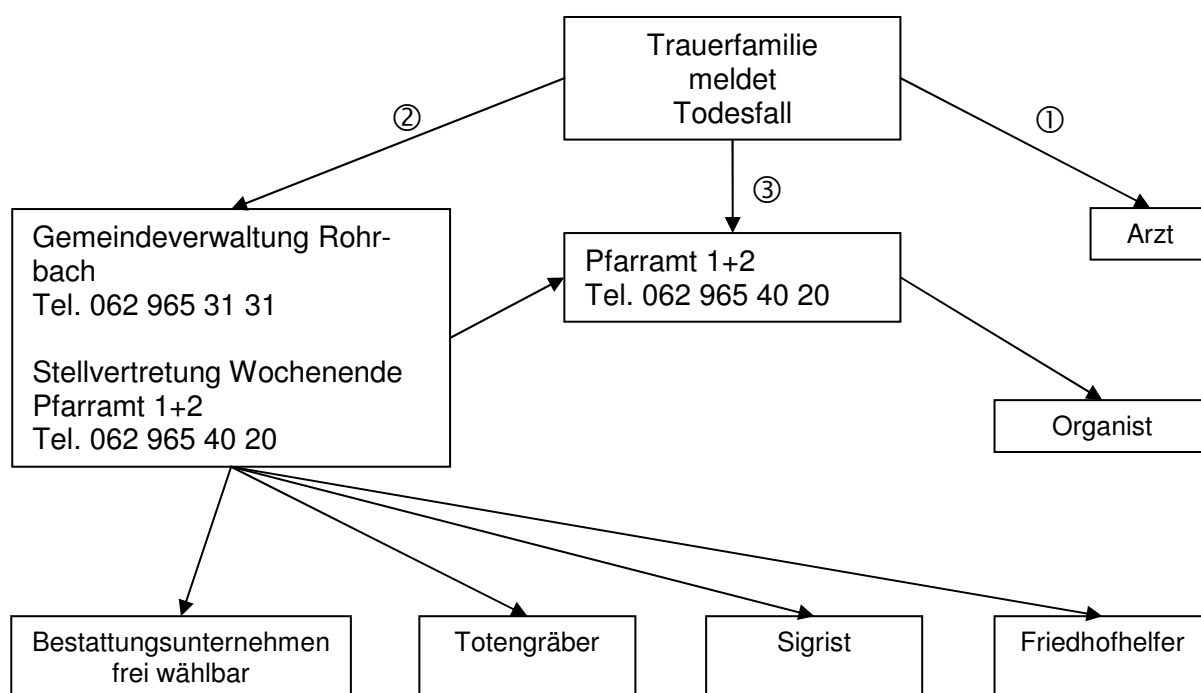 Trauerfamilie
meldet
Todesfall
②
①
③
Gemeindeverwaltung Rohr-
bach
Tel. 062 965 31 31
Stellvertretung Wochenende
Pfarramt 1+2
Tel. 062 965 40 20
Pfarramt 1+2
Tel. 062 965 40 20
Arzt
Organist
Bestattungsunternehmen
frei wählbar
Totengräber
Sigrist
Friedhofhelfer